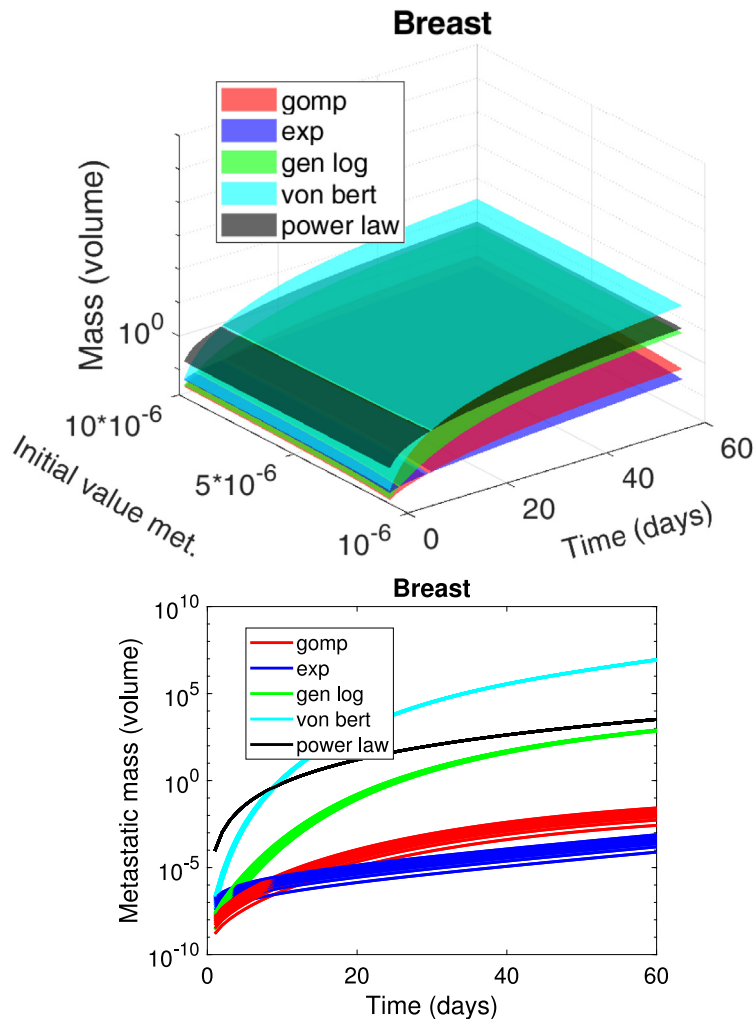 Breast
gomp
exp
gen log
von bert
power law
Mass (volume)
10^0
10*10^-6
5*10^-6
10^-6
Initial value met.
0
20
40
60
Time (days)
Breast
10^10
10^5
10^0
10^-5
10^-10
Metastatic mass (volume)
gomp
exp
gen log
von bert
power law
0
20
40
60
Time (days)